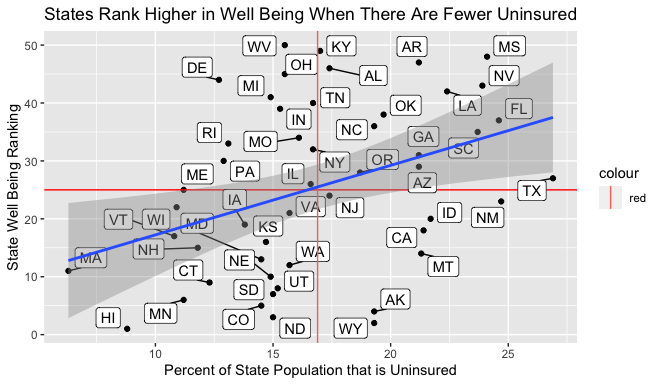 States Rank Higher in Well Being When There Are Fewer Uninsured
State Well Being Ranking
50
40
30
20
10
0
WV
KY
AR
MS
DE
OH
AL
NV
MI
TN
LA
FL
IN
OK
RI
MO
NC
GA
SC
ME
PA
IL
NY
OR
AZ
TX
VT
WI
MD
IA
VA
NJ
ID
NM
MA
NH
KS
CA
CT
NE
WA
MT
HI
MN
SD
UT
AK
CO
ND
WY
10
15
20
25
Percent of State Population that is Uninsured
colour
red